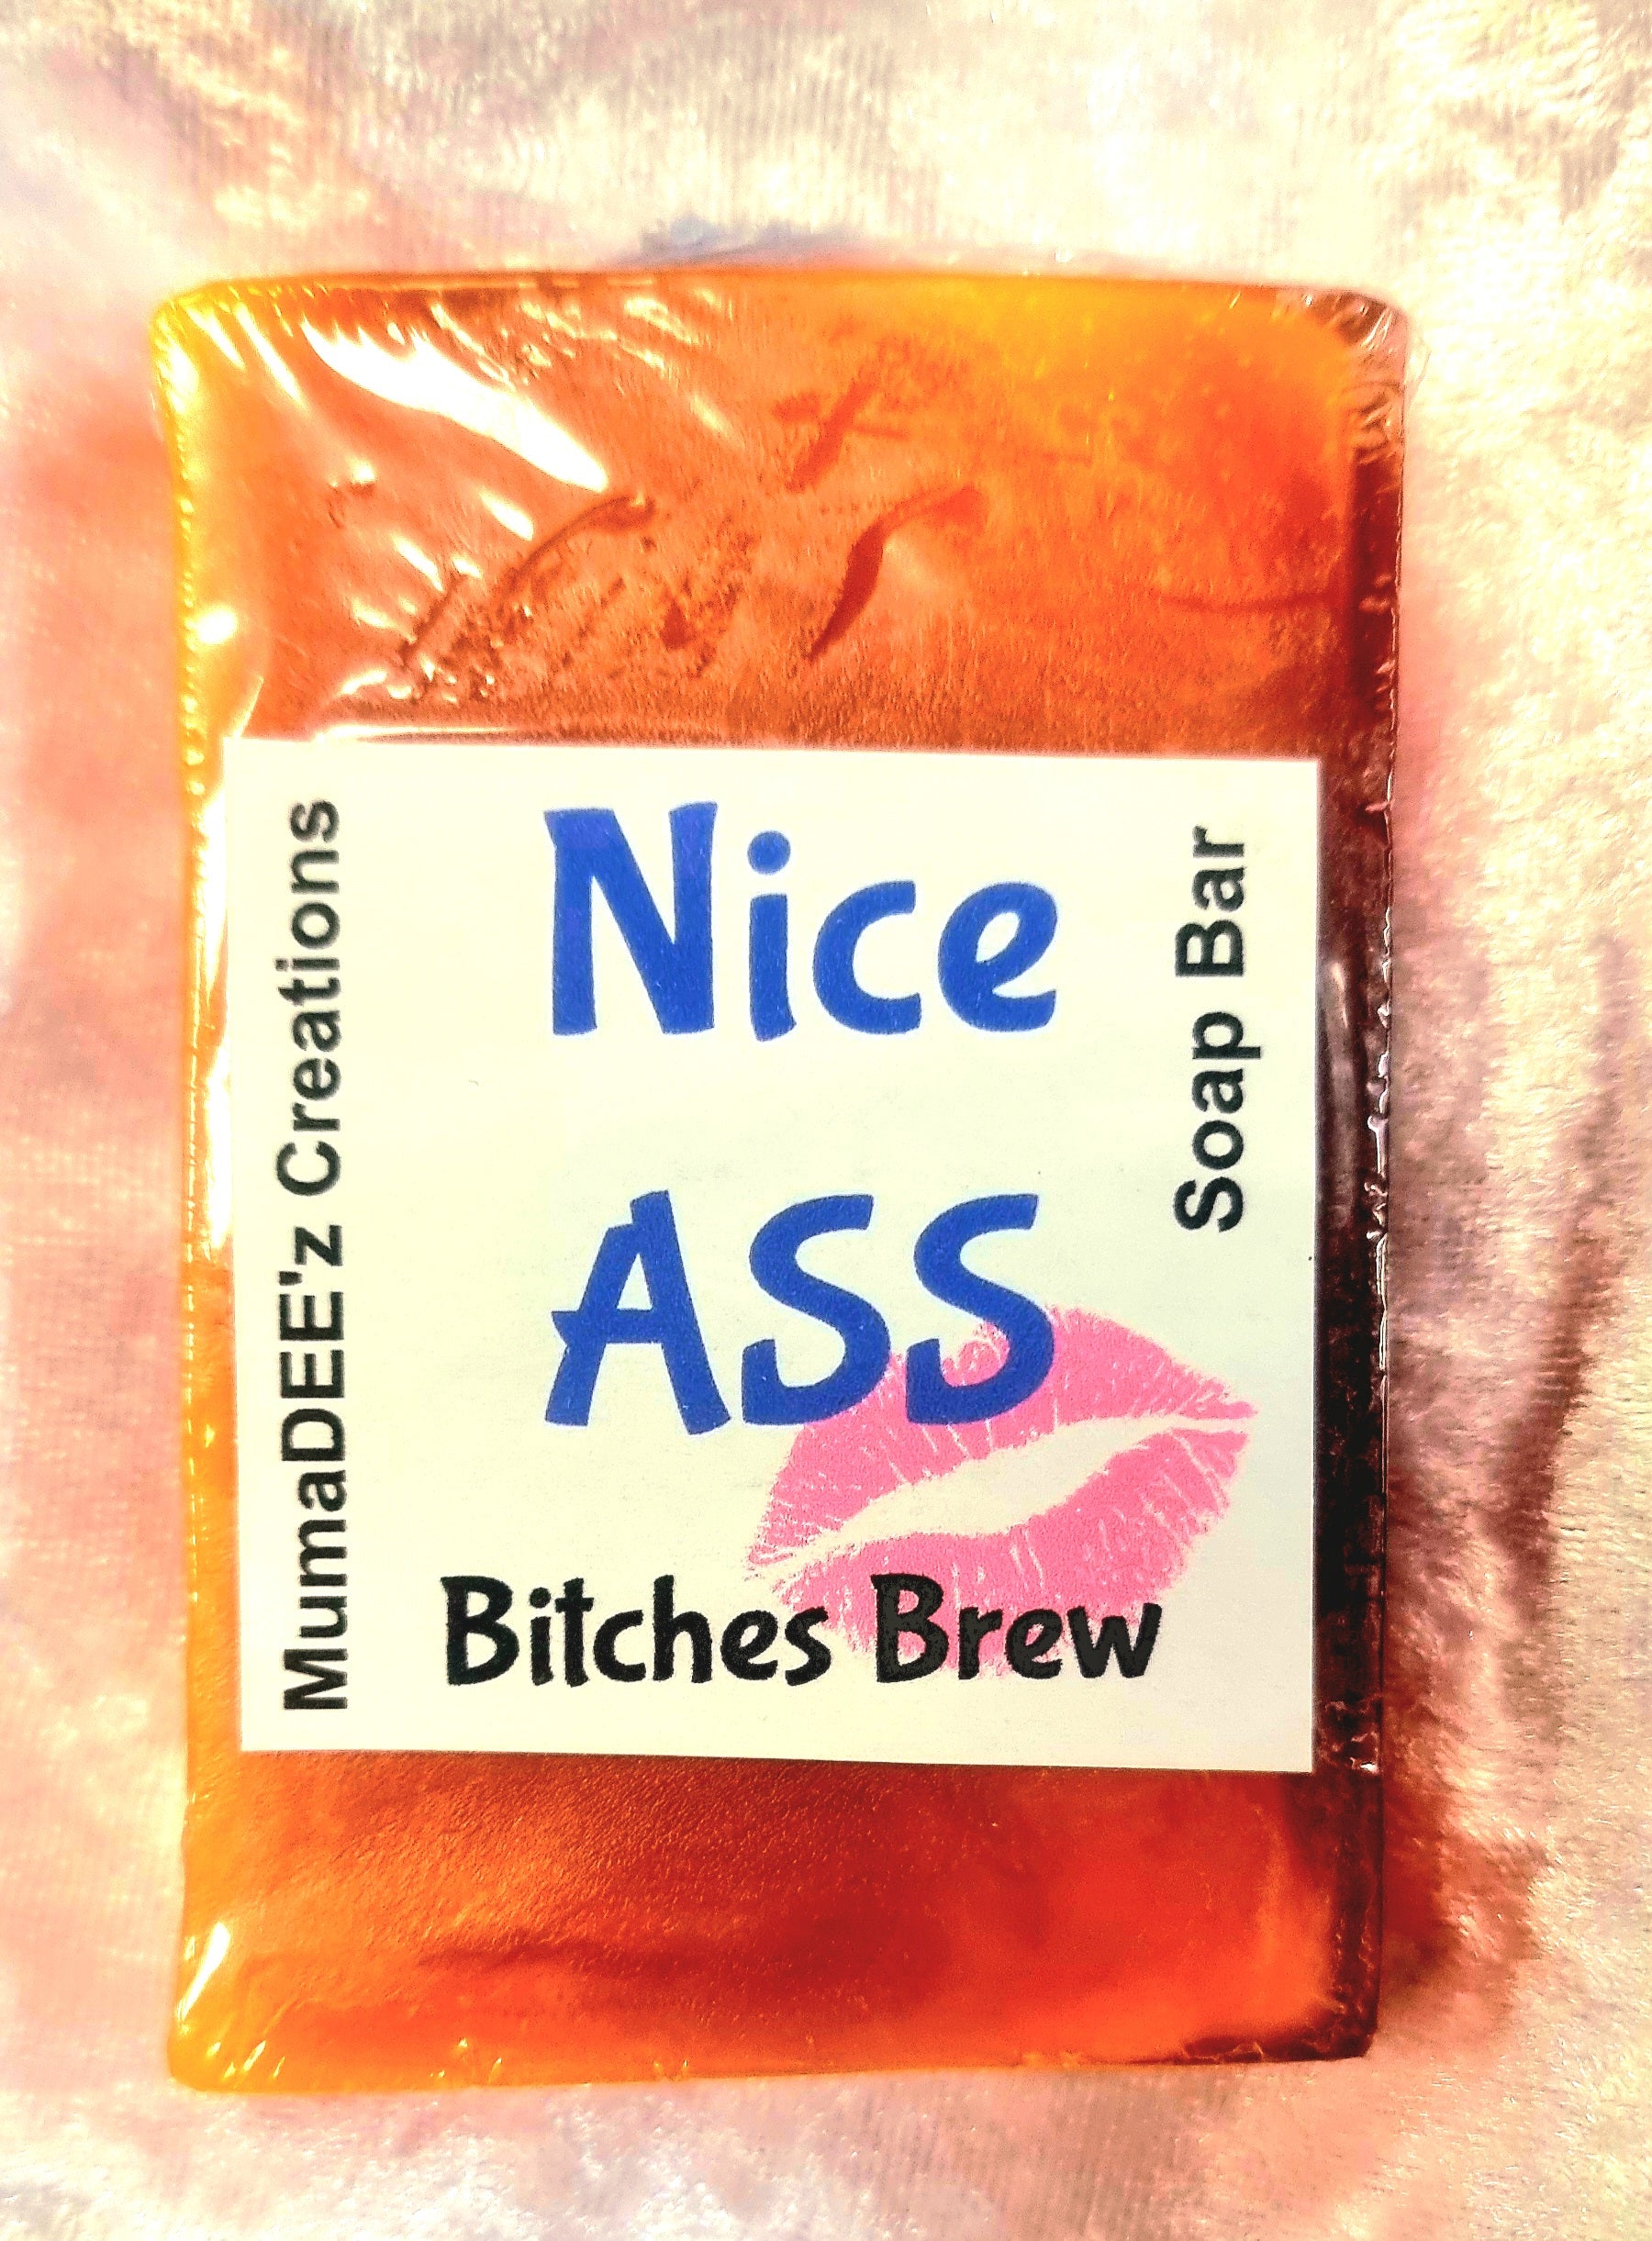 MumaDEE'z Creations
Nice
ASS
Bitches Brew
Soap Bar